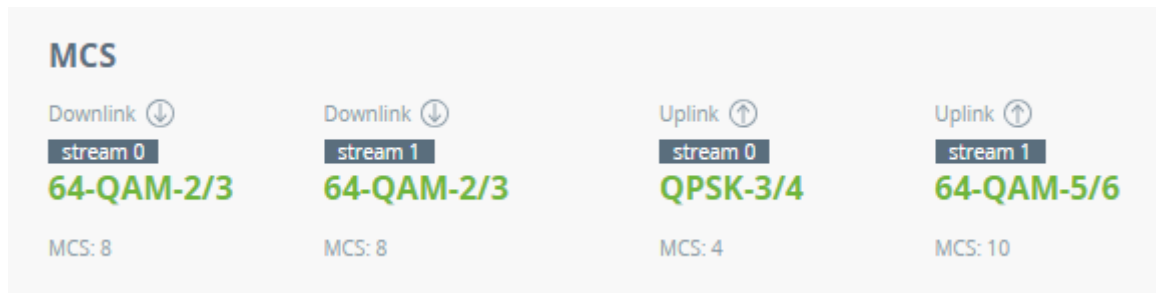 MCS
Downlink Downlink Uplink Uplink
stream 0 stream 1 stream 0 stream 1
64-QAM-2/3 64-QAM-2/3 QPSK-3/4 64-QAM-5/6
MCS: 8 MCS: 8 MCS: 4 MCS: 10